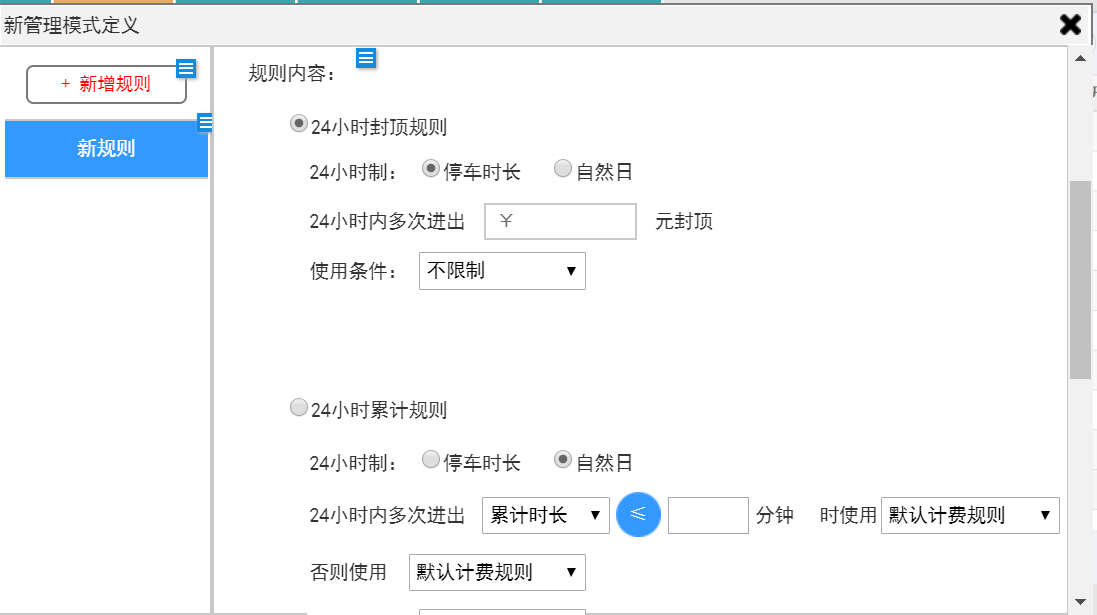 新管理模式定义
+ 新增规则
新规则
规则内容：
24小时封顶规则
24小时制： 停车时长 自然日
24小时内多次进出 ￥ 元封顶
使用条件： 不限制
24小时累计规则
24小时制： 停车时长 自然日
24小时内多次进出 累计时长 ≤ 分钟 时使用 默认计费规则
否则使用 默认计费规则